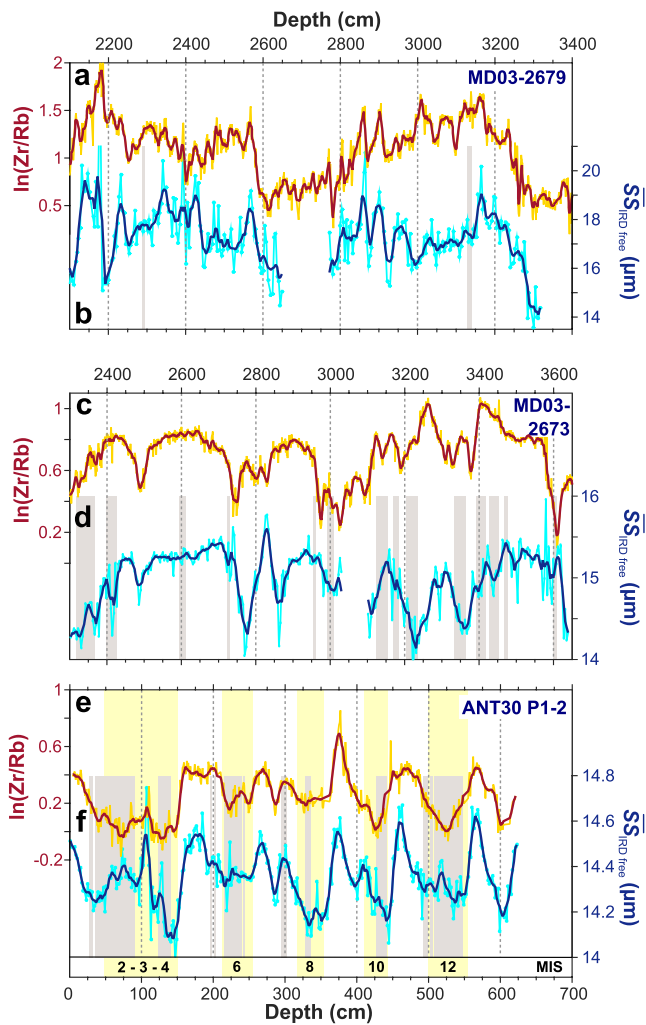 Depth (cm)
2200 2400 2600 2800 3000 3200 3400
a
MD03-2679
2
1.5
1
0.5
ln(Zr/Rb)
20
18
16
14
SS IRD free (µm)
b
2400 2600 2800 3000 3200 3400 3600
c
MD03-
2673
1
0.6
0.2
ln(Zr/Rb)
d
16
15
14
SS IRD free (µm)
e
ANT30 P1-2
1
0.6
0.2
-0.2
ln(Zr/Rb)
f
14.8
14.6
14.4
14.2
14
SS IRD free (µm)
2 - 3 - 4 6 8 10 12 MIS
0 100 200 300 400 500 600 700
Depth (cm)